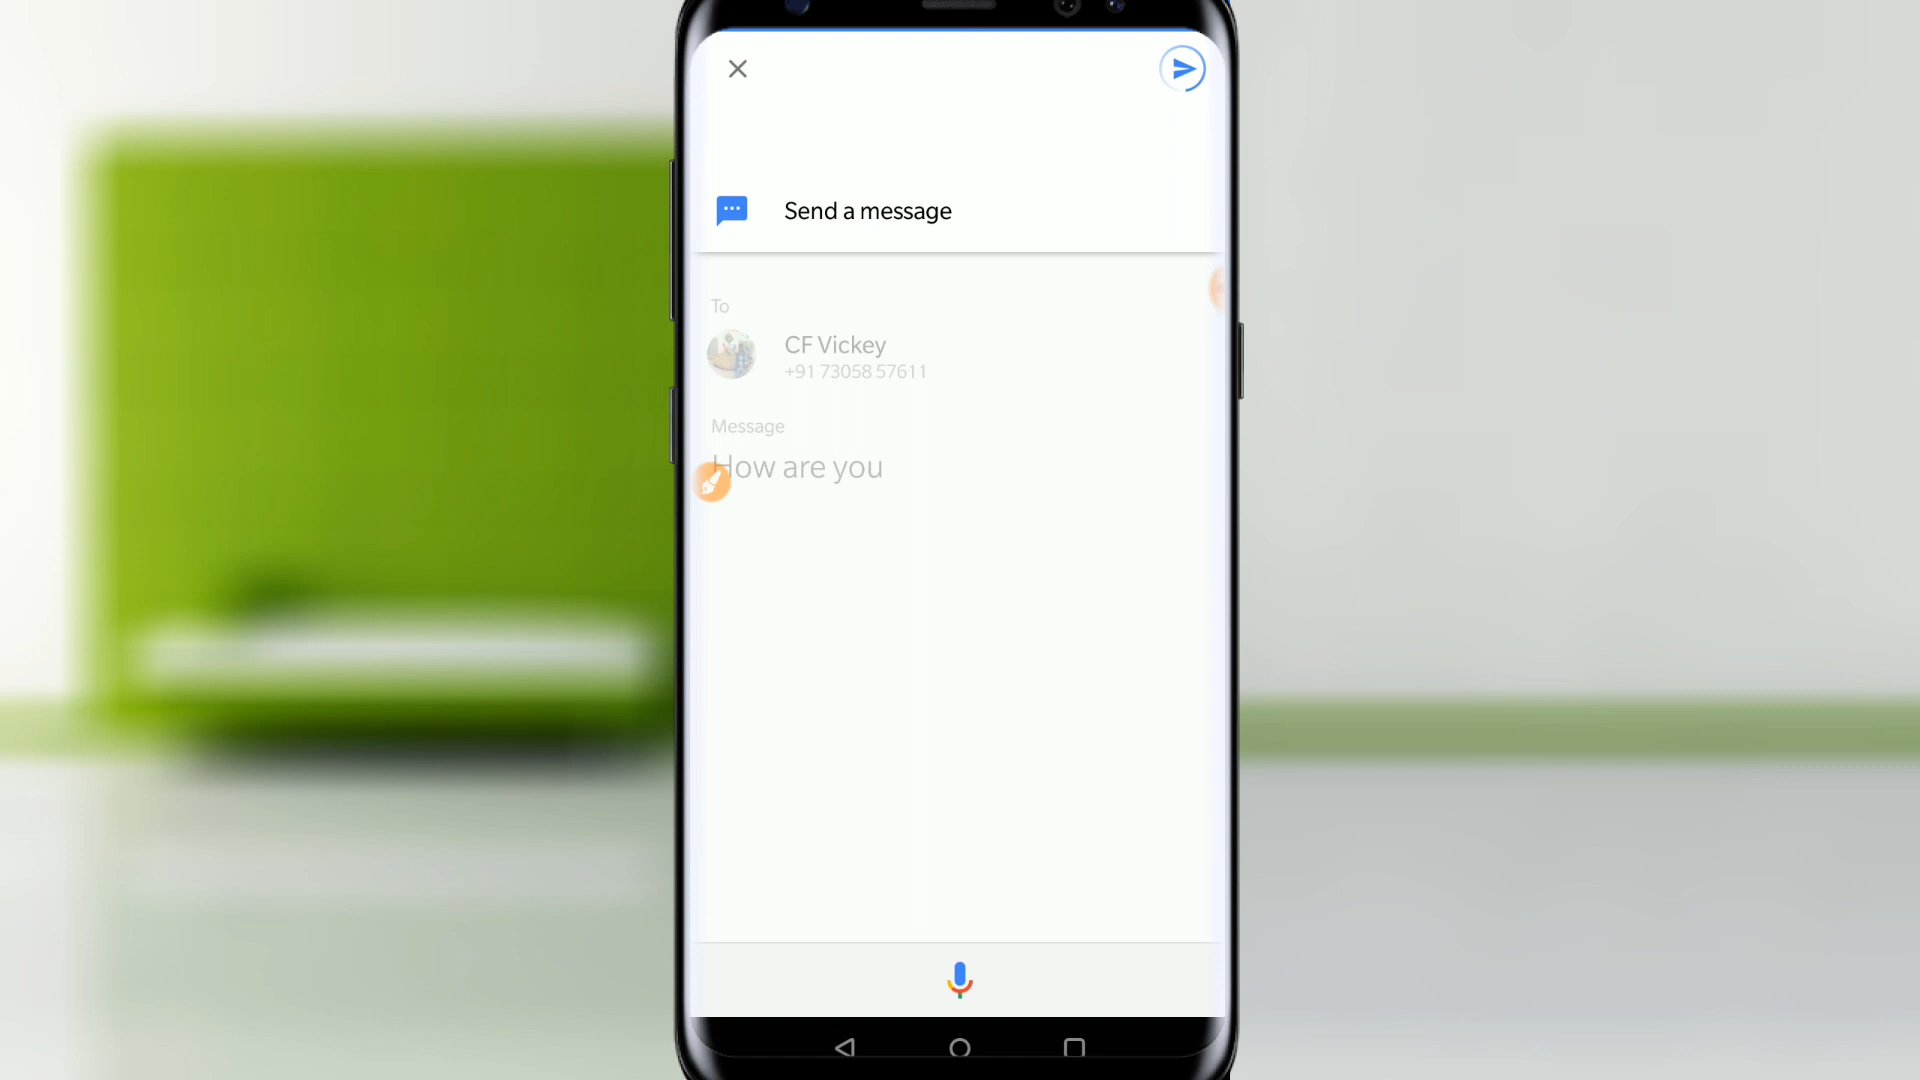 Send a message
To
CF Vickey
+91 73058 57611
Message
How are you